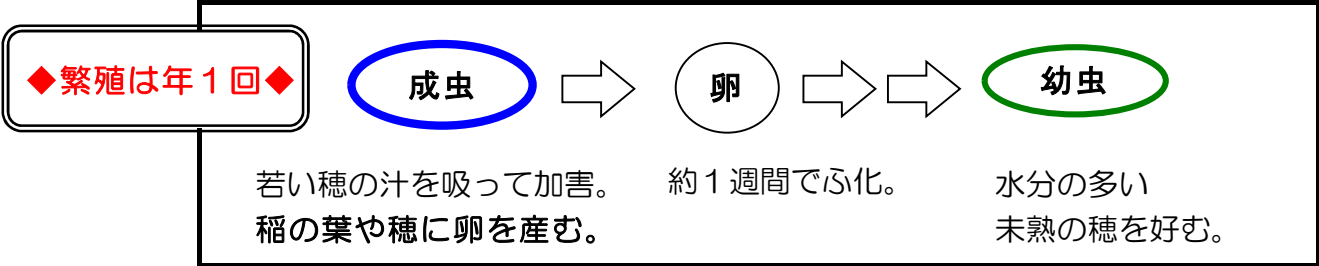 ◆繁殖は年１回◆
成虫
卵
幼虫
若い穂の汁を吸って加害。
稲の葉や穂に卵を産む。
約１週間でふ化。
水分の多い
未熟の穂を好む。